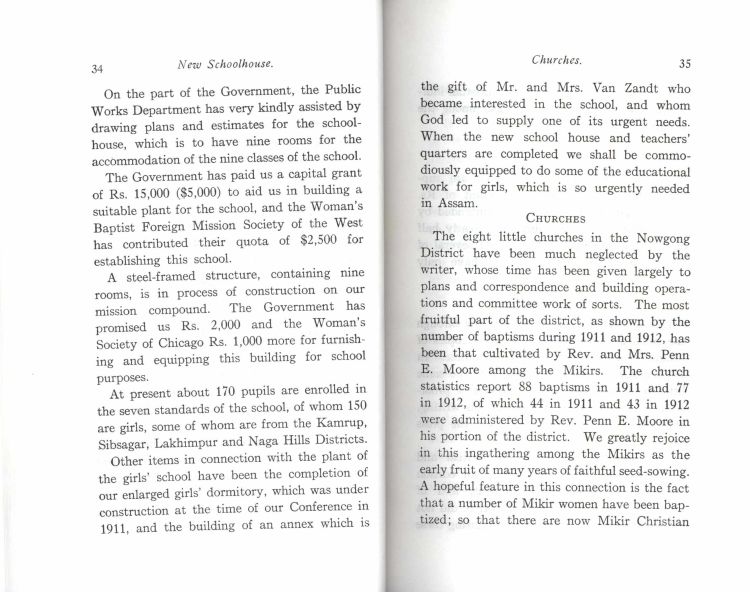 34 New Schoolhouse.
On the part of the Government, the Public
Works Department has very kindly assisted by
drawing plans and estimates for the school-
house, which is to have nine rooms for the
accommodation of the nine classes of the school.
The Government has paid us a capital grant
of Rs. 15,000 ($5,000) to aid us in building a
suitable plant for the school, and the Woman's
Baptist Foreign Mission Society of the West
has contributed their quota of $2,500 for
establishing this school.
A steel-framed structure, containing nine
rooms, is in process of construction on our
mission compound. The Government has
promised us Rs. 2,000 and the Woman's
Society of Chicago Rs. 1,000 more for furnish-
ing and equipping this building for school
purposes.
At present about 170 pupils are enrolled in
the seven standards of the school, of whom 150
are girls, some of whom are from the Kamrup,
Sibsagar, Lakhimpur and Naga Hills Districts.
Other items in connection with the plant of
the girls' school have been the completion of
our enlarged girls' dormitory, which was under
construction at the time of our Conference in
1911, and the building of an annex which is
Churches. 35
the gift of Mr. and Mrs. Van Zandt who
became interested in the school, and whom
God led to supply one of its urgent needs.
When the new school house and teachers'
quarters are completed we shall be commo-
diously equipped to do some of the educational
work for girls, which is so urgently needed
in Assam.
CHURCHES
The eight little churches in the Nowgong
District have been much neglected by the
writer, whose time has been given largely to
plans and correspondence and building opera-
tions and committee work of sorts. The most
fruitful part of the district, as shown by the
number of baptisms during 1911 and 1912, has
been that cultivated by Rev. and Mrs. Penn
E. Moore among the Mikirs. The church
statistics report 88 baptisms in 1911 and 77
in 1912, of which 44 in 1911 and 43 in 1912
were administered by Rev. Penn E. Moore in
his portion of the district. We greatly rejoice
in this ingathering among the Mikirs as the
early fruit of many years of faithful seed-sowing.
A hopeful feature in this connection is the fact
that a number of Mikir women have been bap-
tized; so that there are now Mikir Christian